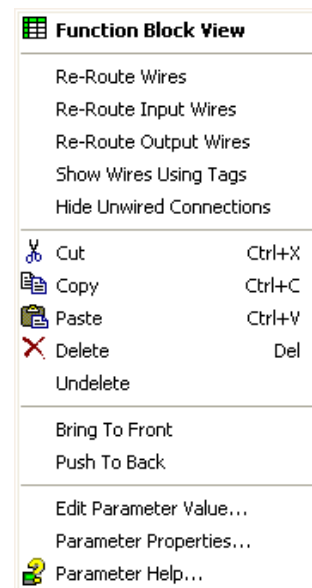 Function Block View
Re-Route Wires
Re-Route Input Wires
Re-Route Output Wires
Show Wires Using Tags
Hide Unwired Connections
Cut Ctrl+X
Copy Ctrl+C
Paste Ctrl+V
Delete Del
Undelete
Bring To Front
Push To Back
Edit Parameter Value...
Parameter Properties...
Parameter Help...